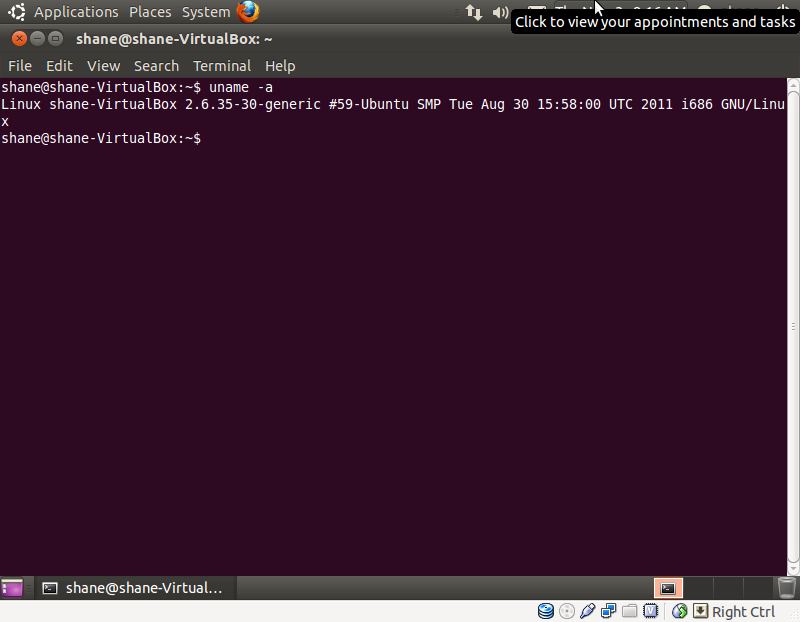 Applications Places System
Click to view your appointments and tasks
shane@shane-VirtualBox: ~
File Edit View Search Terminal Help
shane@shane-VirtualBox:~$ uname -a
Linux shane-VirtualBox 2.6.35-30-generic #59-Ubuntu SMP Tue Aug 30 15:58:00 UTC 2011 i686 GNU/Linu
x
shane@shane-VirtualBox:~$
shane@shane-Virtual...
Right Ctrl